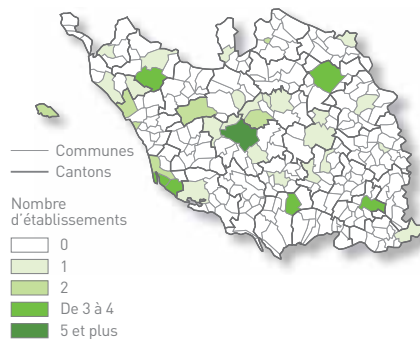 Communes
Cantons
Nombre
d'établissements
0
1
2
De 3 à 4
5 et plus